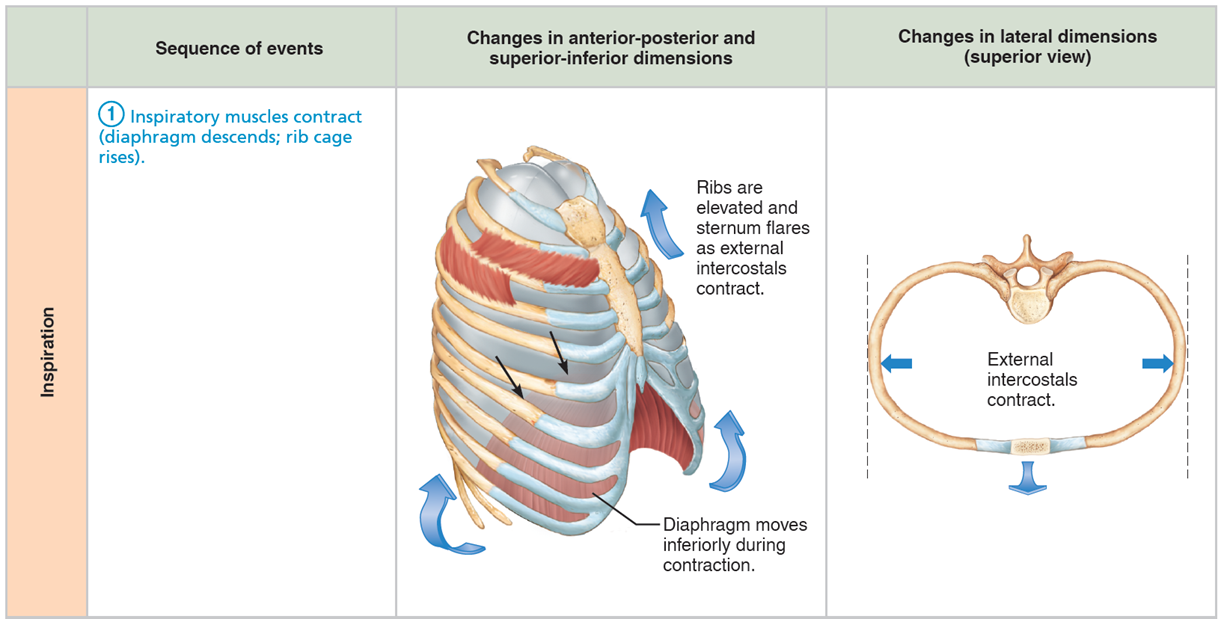 Sequence of events
Changes in anterior-posterior and
superior-inferior dimensions
Changes in lateral dimensions
(superior view)
Inspiration
1 Inspiratory muscles contract
(diaphragm descends; rib cage
rises).
Ribs are
elevated and
sternum flares
as external
intercostals
contract.
Diaphragm moves
inferiorly during
contraction.
External
intercostals
contract.